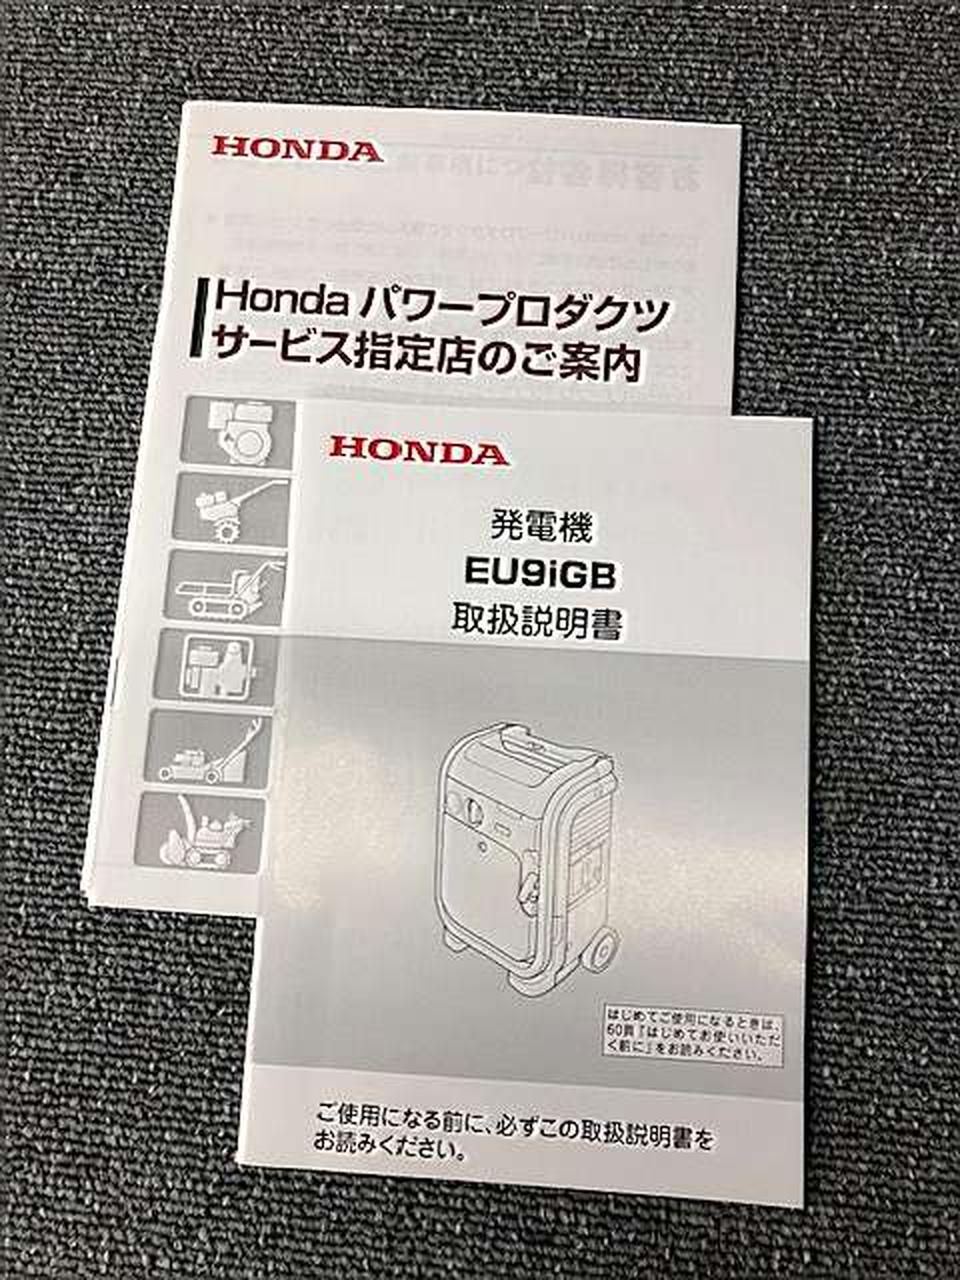 HONDA
Honda パワープロダクツ
サービス指定店のご案内
HONDA
発電機
EU9iGB
取扱説明書
はじめてご使用になるときは、
60頁「はじめてお使いいただ
く前に」をお読みください。
ご使用になる前に、必ずこの取扱説明書を
お読みください。